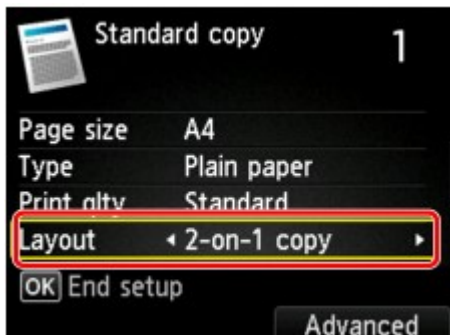 Standard copy 1
Page size A4
Type Plain paper
Print qlty Standard
Layout 2-on-1 copy
OK End setup
Advanced